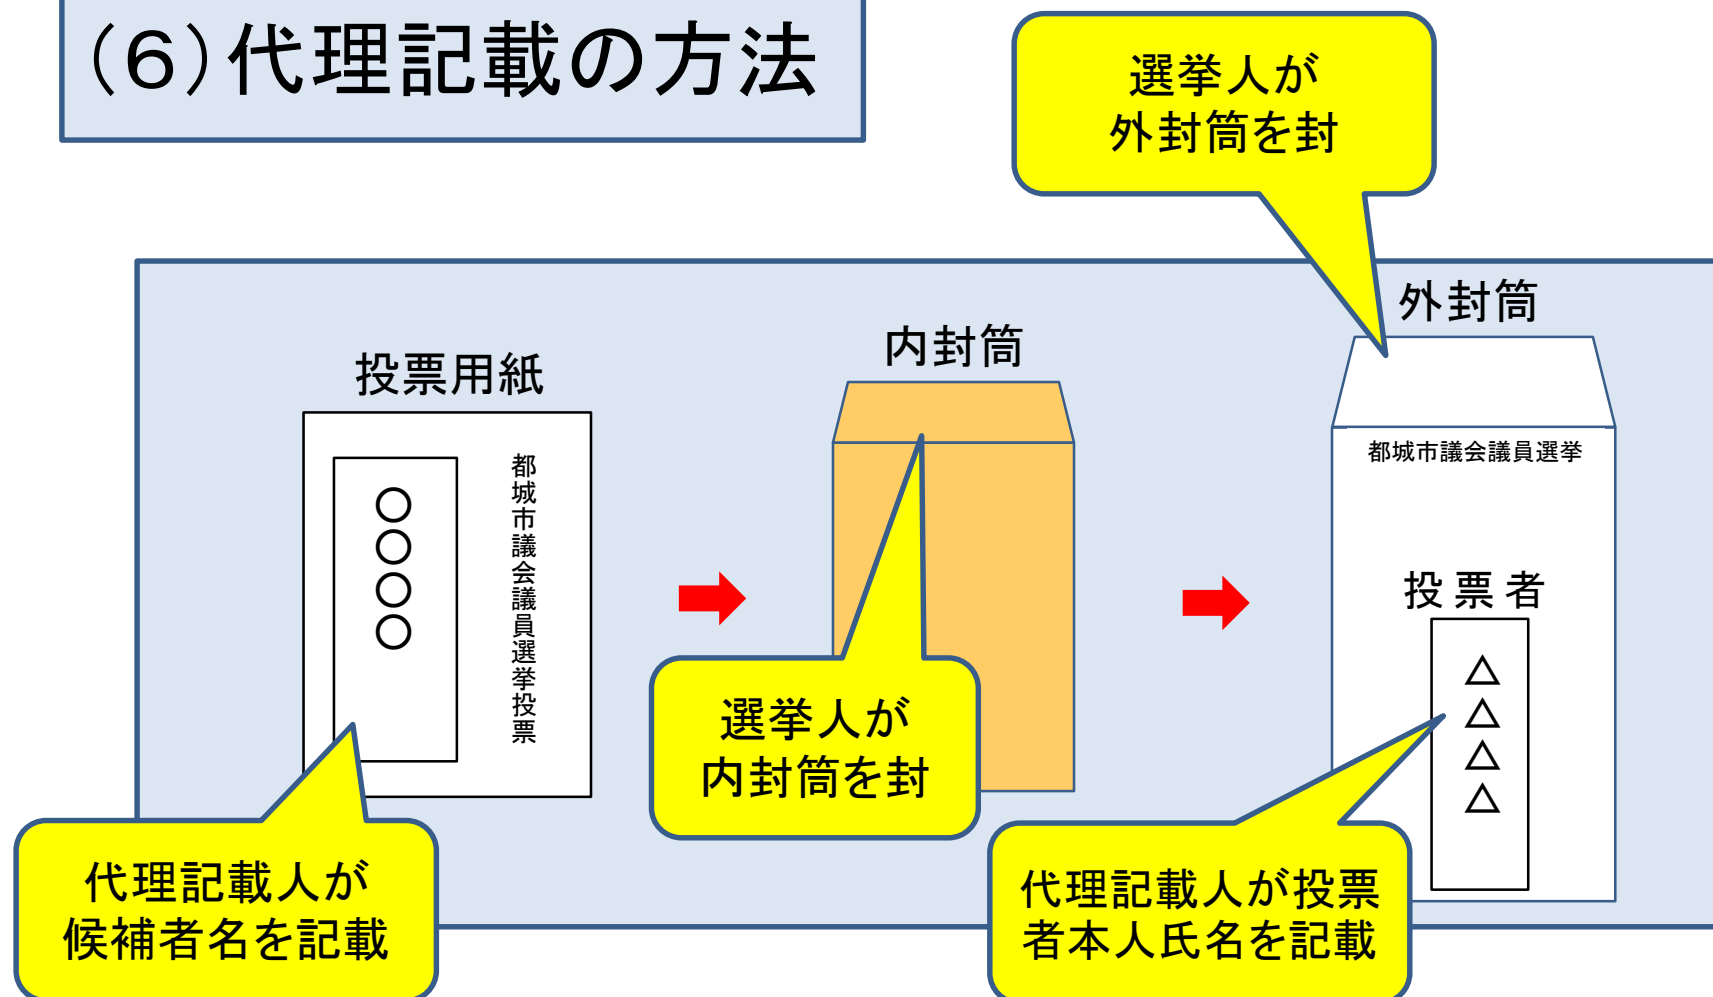 （６）代理記載の方法
選挙人が
外封筒を封
外封筒
内封筒
投票用紙
都城市議会議員選挙投票
○○○○
都城市議会議員選挙
投票者
△△△△
選挙人が
内封筒を封
代理記載人が
候補者名を記載
代理記載人が投票
者本人氏名を記載